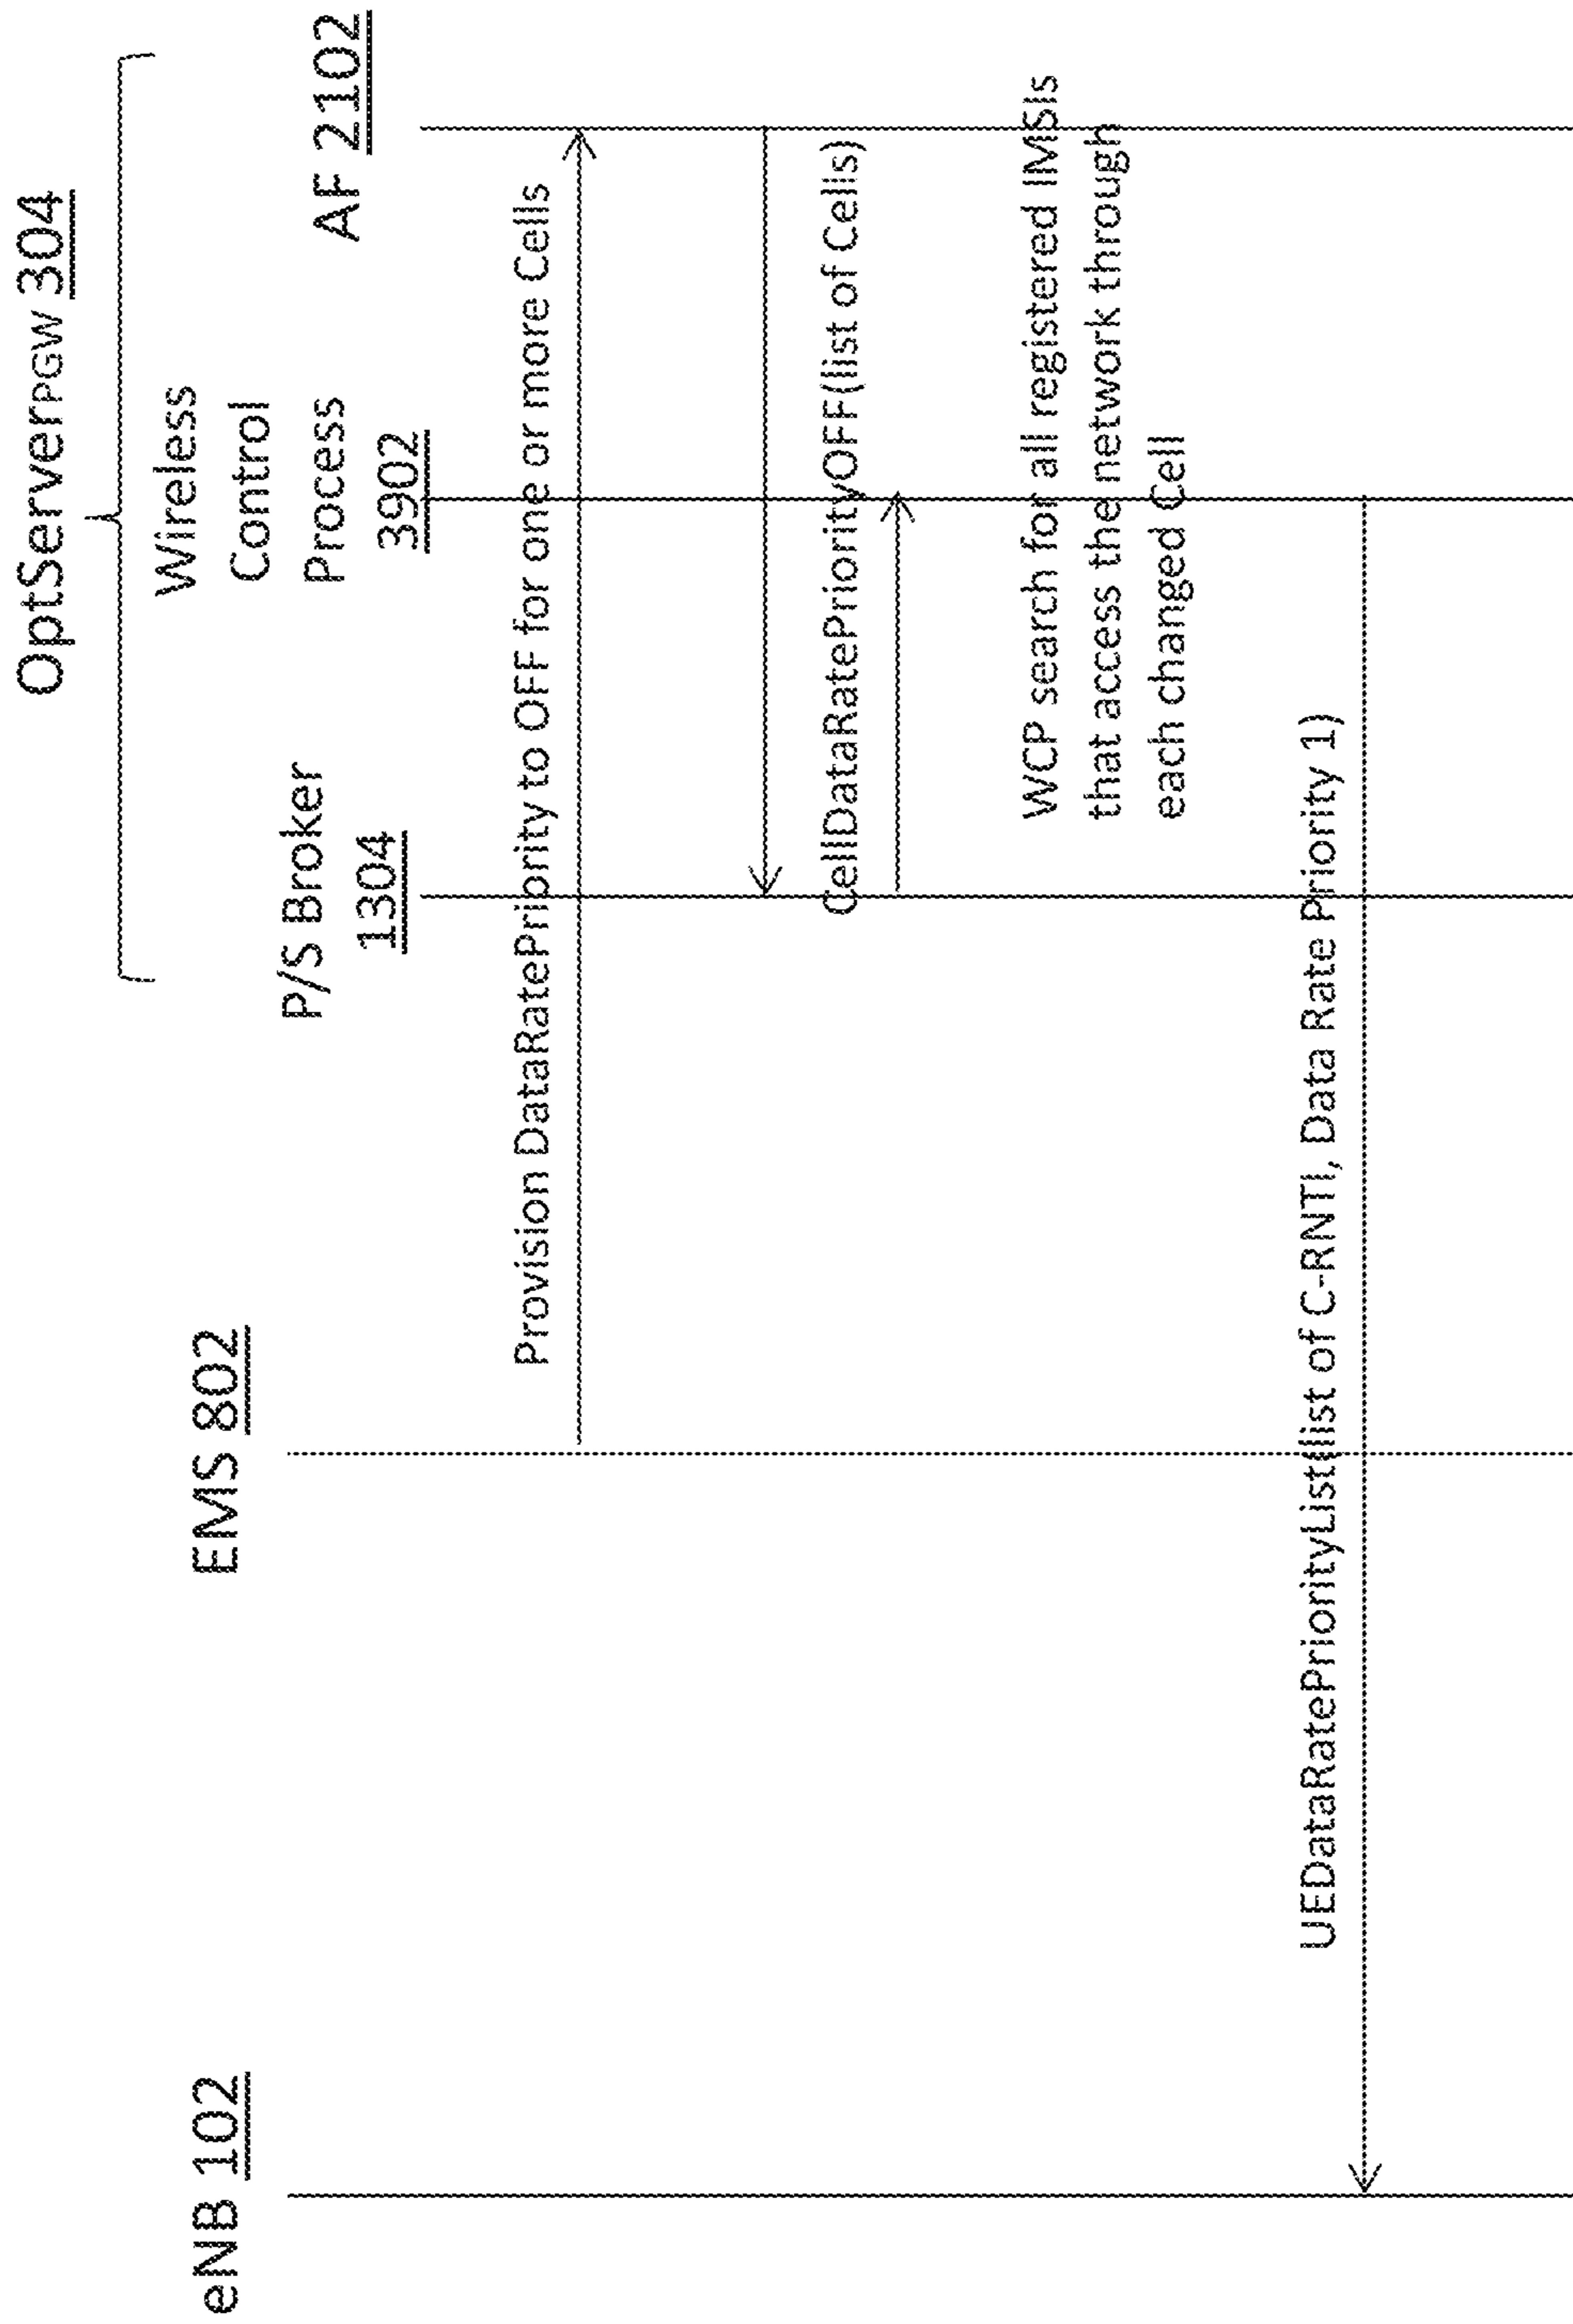 OptServerPGW 304
eNB 102
EMS 802
P/S Broker
1304
Wireless
Control
Process
3902
AF 2102
Provision DataRatePriority to OFF for one or more Cells
CellDataRatePriorityOFF(list of Cells)
WCP search for all registered IMSIs
that access the network through
each changed Cell
UEDataRatePriorityList(list of C-RNTI, Data Rate Priority 1)